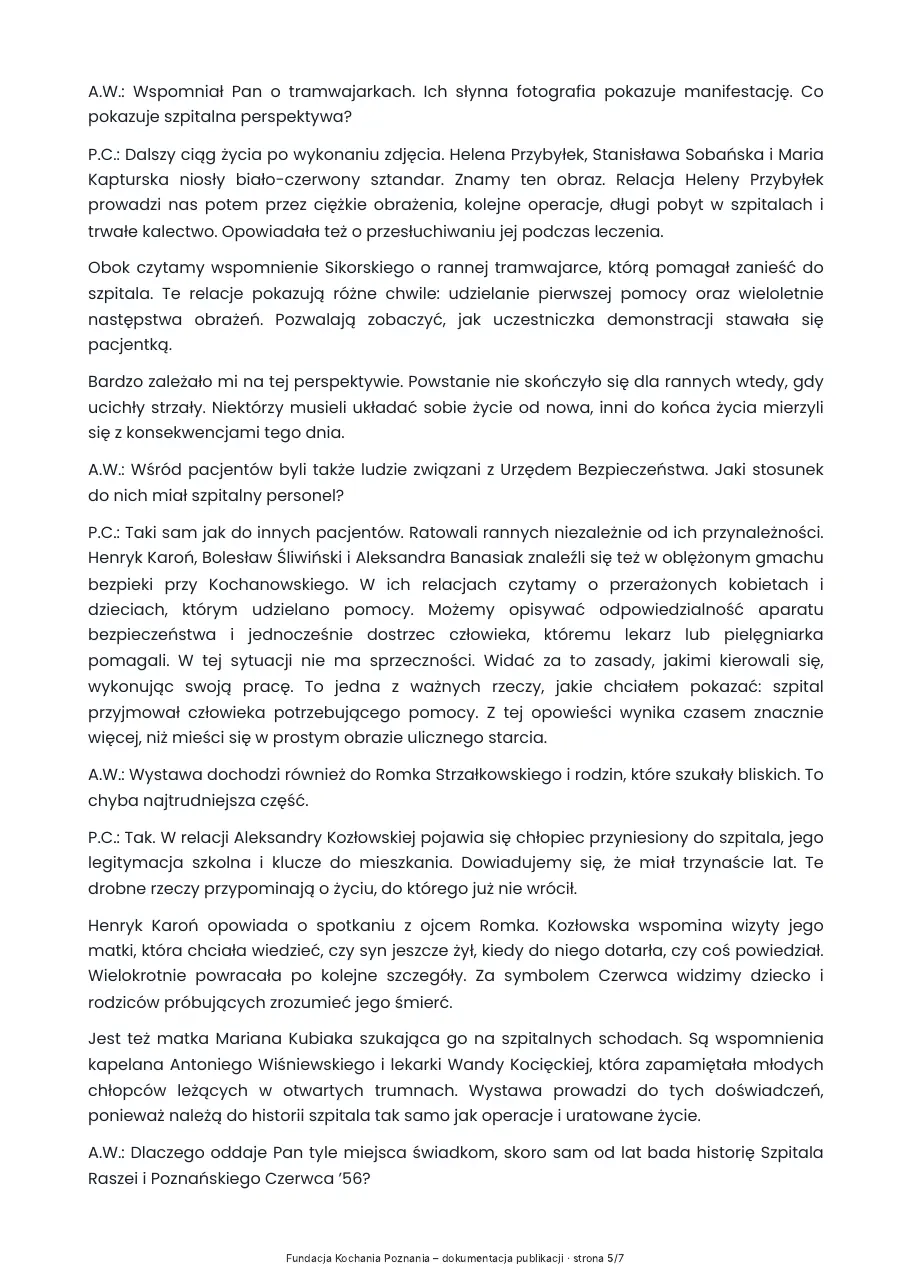 A.W.: Wspomniał Pan o tramwajarkach. Ich słynna fotografia pokazuje manifestację. Co
pokazuje szpitalna perspektywa?
P.C.: Dalszy ciąg życia po wykonaniu zdjęcia. Helena Przybyłek, Stanisława Sobańska i Maria
Kapturska niosły biało-czerwony sztandar. Znamy ten obraz. Relacja Heleny Przybyłek
prowadzi nas potem przez ciężkie obrażenia, kolejne operacje, długi pobyt w szpitalach i
trwałe kalectwo. Opowiadała też o przesłuchiwaniu jej podczas leczenia.
Obok czytamy wspomnienie Sikorskiego o rannej tramwajarce, którą pomagał zanieść do
szpitala. Te relacje pokazują różne chwile: udzielanie pierwszej pomocy oraz wieloletnie
następstwa obrażeń. Pozwalają zobaczyć, jak uczestniczka demonstracji stawała się
pacjentką.
Bardzo zależało mi na tej perspektywie. Powstanie nie skończyło się dla rannych wtedy, gdy
ucichły strzały. Niektórzy musieli układać sobie życie od nowa, inni do końca życia mierzyli
się z konsekwencjami tego dnia.
A.W.: Wśród pacjentów byli także ludzie związani z Urzędem Bezpieczeństwa. Jaki stosunek
do nich miał szpitalny personel?
P.C.: Taki sam jak do innych pacjentów. Ratowali rannych niezależnie od ich przynależności.
Henryk Karoń, Bolesław Śliwiński i Aleksandra Banasiak znaleźli się też w oblężonym gmachu
bezpieki przy Kochanowskiego. W ich relacjach czytamy o przerażonych kobietach i
dzieciach, którym udzielano pomocy. Możemy opisywać odpowiedzialność aparatu
bezpieczeństwa i jednocześnie dostrzec człowieka, któremu lekarz lub pielęgniarka
pomagali. W tej sytuacji nie ma sprzeczności. Widać za to zasady, jakimi kierowali się,
wykonując swoją pracę. To jedna z ważnych rzeczy, jakie chciałem pokazać: szpital
przyjmował człowieka potrzebującego pomocy. Z tej opowieści wynika czasem znacznie
więcej, niż mieści się w prostym obrazie ulicznego starcia.
A.W.: Wystawa dochodzi również do Romka Strzałkowskiego i rodzin, które szukały bliskich. To
chyba najtrudniejsza część.
P.C.: Tak. W relacji Aleksandry Kozłowskiej pojawia się chłopiec przyniesiony do szpitala, jego
legitymacja szkolna i klucze do mieszkania. Dowiadujemy się, że miał trzynaście lat. Te
drobne rzeczy przypominają o życiu, do którego już nie wrócił.
Henryk Karoń opowiada o spotkaniu z ojcem Romka. Kozłowska wspomina wizyty jego
matki, która chciała wiedzieć, czy syn jeszcze żył, kiedy do niego dotarła, czy coś powiedział.
Wielokrotnie powracała po kolejne szczegóły. Za symbolem Czerwca widzimy dziecko i
rodziców próbujących zrozumieć jego śmierć.
Jest też matka Mariana Kubiaka szukająca go na szpitalnych schodach. Są wspomnienia
kapelana Antoniego Wiśniewskiego i lekarki Wandy Kocięckiej, która zapamiętała młodych
chłopców leżących w otwartych trumnach. Wystawa prowadzi do tych doświadczeń,
ponieważ należą do historii szpitala tak samo jak operacje i uratowane życie.
A.W.: Dlaczego oddaje Pan tyle miejsca świadkom, skoro sam od lat bada historię Szpitala
Raszei i Poznańskiego Czerwca ’56?
Fundacja Kochania Poznania – dokumentacja publikacji · strona 5/7